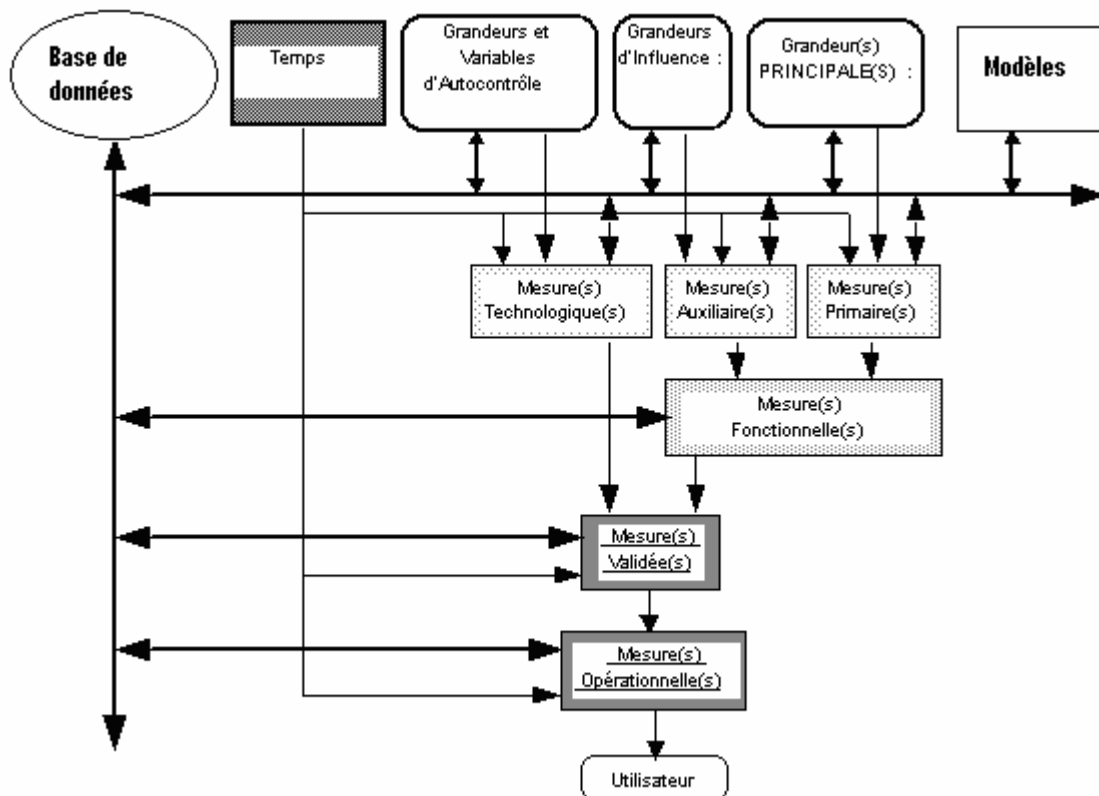 Base de
données
Temps
Grandeurs et
Variables
d'Autocontrôle
Grandeurs
d'Influence :
Grandeur(s)
PRINCIPALE(S) :
Modèles
Mesure(s)
Technologique(s)
Mesure(s)
Auxiliaire(s)
Mesure(s)
Primaire(s)
Mesure(s)
Fonctionnelle(s)
Mesure(s)
Validée(s)
Mesure(s)
Opérationnelle(s)
Utilisateur